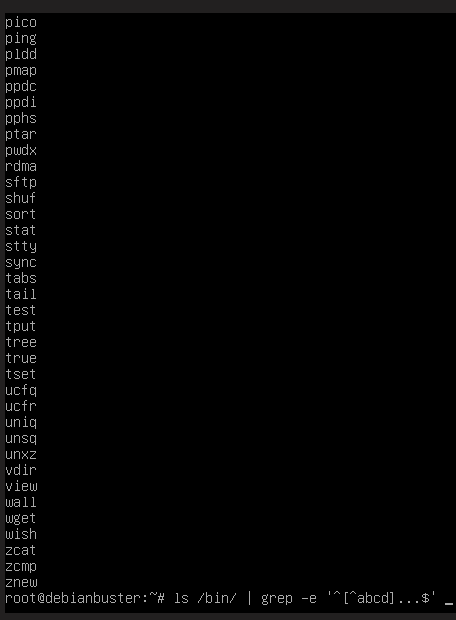 pico
ping
pldd
pmap
ppdc
ppdi
pphs
ptar
pwdx
rdma
sftp
shuf
sort
stat
stty
sync
tabs
tail
test
tput
tree
true
tset
ucfq
ucfr
uniq
unsq
unxz
vdir
view
wall
wget
wish
zcat
zcmp
znew
root@debianbuster:~# ls /bin/ | grep -e '^[^abcd]...$' _